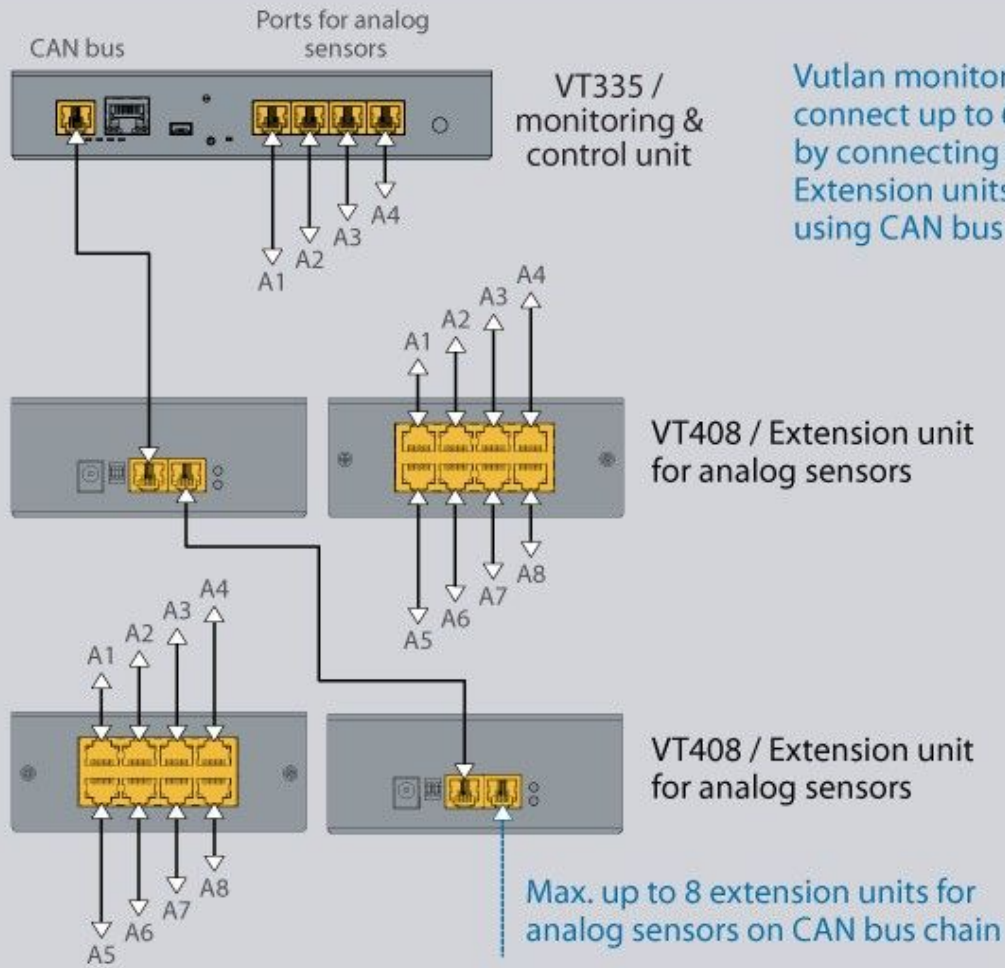 Ports for analog
sensors
CAN bus
VT335 /
monitoring &
control unit
Vutlan
connect up to
by connecting
Extension units
using CAN bus
A1
A2
A3
A4
A1
A2
A3
A4
VT408 / Extension unit
for analog sensors
A5
A6
A7
A8
A1
A2
A3
A4
VT408 / Extension unit
for analog sensors
A5
A6
A7
A8
Max. up to 8 extension units for
analog sensors on CAN bus chain